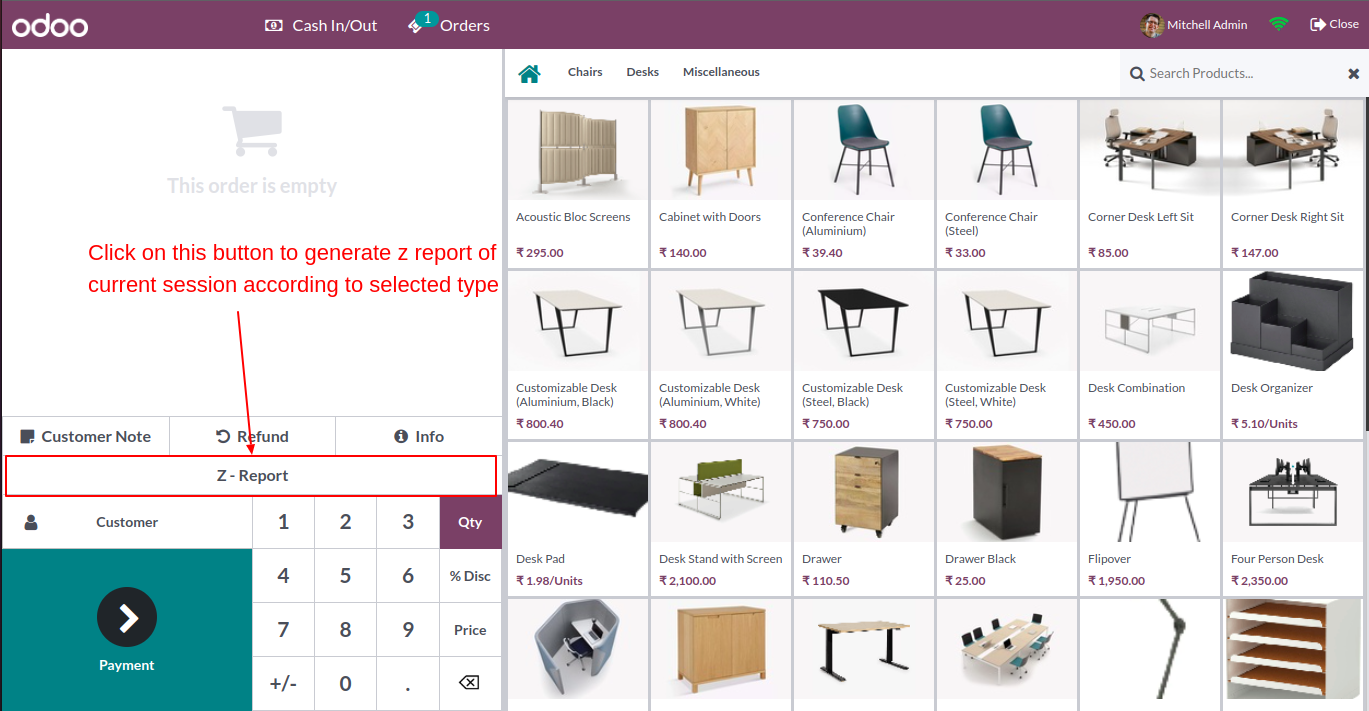 odoo
Cash In/Out
1
Orders
Mitchell Admin
Close
Chairs
Desks
Miscellaneous
Search Products...
This order is empty
Click on this button to generate z report of
current session according to selected type
Customer Note
Refund
Info
Z - Report
Customer
1
2
3
Qty
4
5
6
% Disc
7
8
9
Price
+/-
0
.
Payment
Acoustic Bloc Screens
₹ 295.00
Cabinet with Doors
₹ 140.00
Conference Chair
(Aluminium)
₹ 39.40
Conference Chair
(Steel)
₹ 33.00
Corner Desk Left Sit
₹ 85.00
Corner Desk Right Sit
₹ 147.00
Customizable Desk
(Aluminium, Black)
₹ 800.40
Customizable Desk
(Aluminium, White)
₹ 800.40
Customizable Desk
(Steel, Black)
₹ 750.00
Customizable Desk
(Steel, White)
₹ 750.00
Desk Combination
₹ 450.00
Desk Organizer
₹ 5.10/Units
Desk Pad
₹ 1.98/Units
Desk Stand with Screen
₹ 2,100.00
Drawer
₹ 110.50
Drawer Black
₹ 25.00
Flipover
₹ 1,950.00
Four Person Desk
₹ 2,350.00